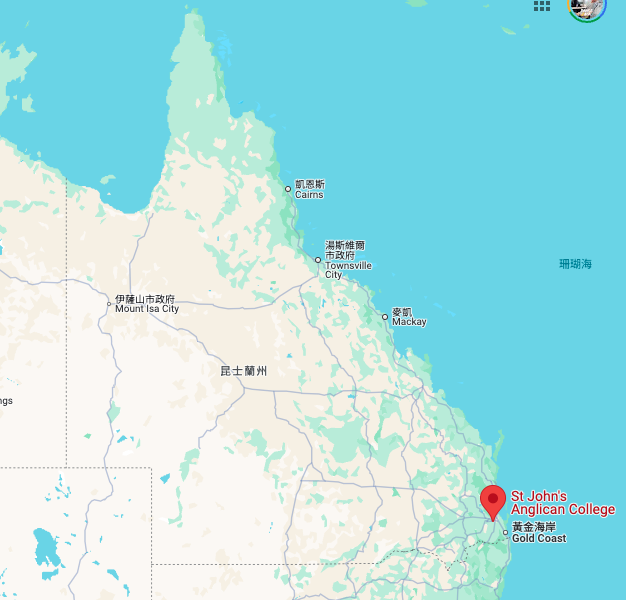 凱恩斯
Cairns
湯斯維爾
市政府
Townsville
City
珊瑚海
伊薩山市政府
Mount Isa City
麥凱
Mackay
昆士蘭州
ngs
St John's
Anglican College
黃金海岸
Gold Coast